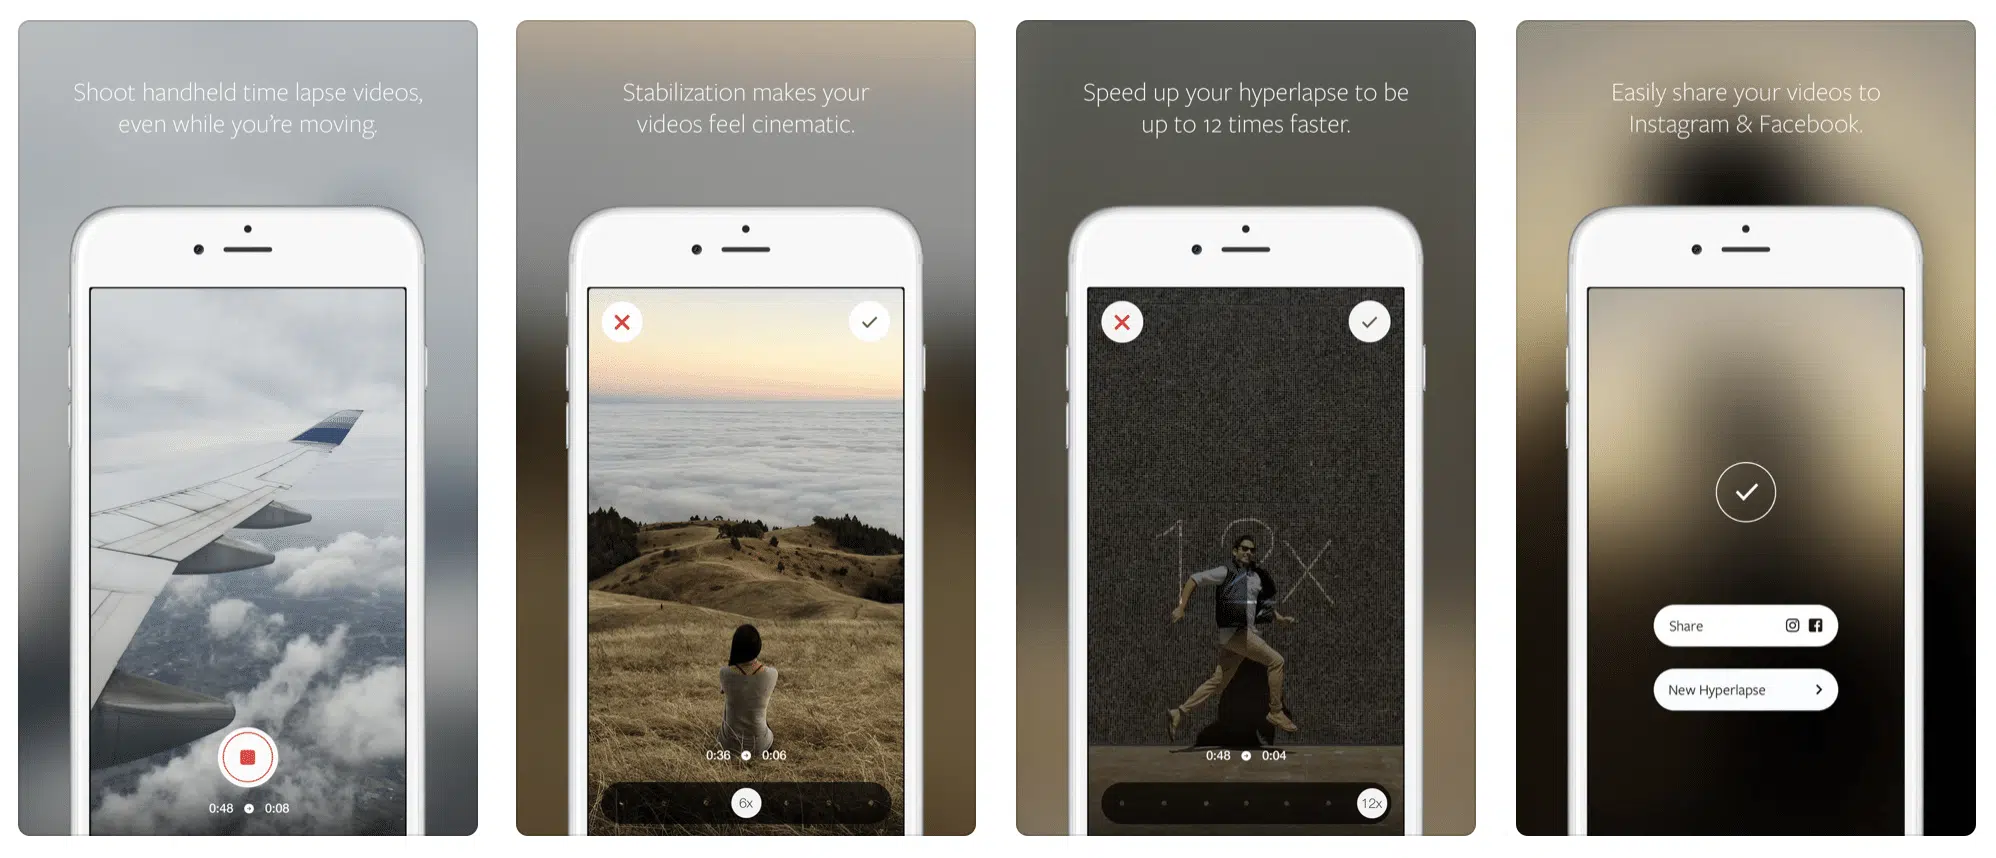 Shoot handheld time lapse videos,
even while you're moving.
0:48 0:08
Stabilization makes your
videos feel cinematic.
0:36 0:06
6x
Speed up your hyperlapse to be
up to 12 times faster.
12x
0:48 0:04
12x
Easily share your videos to
Instagram & Facebook.
Share
New Hyperlapse